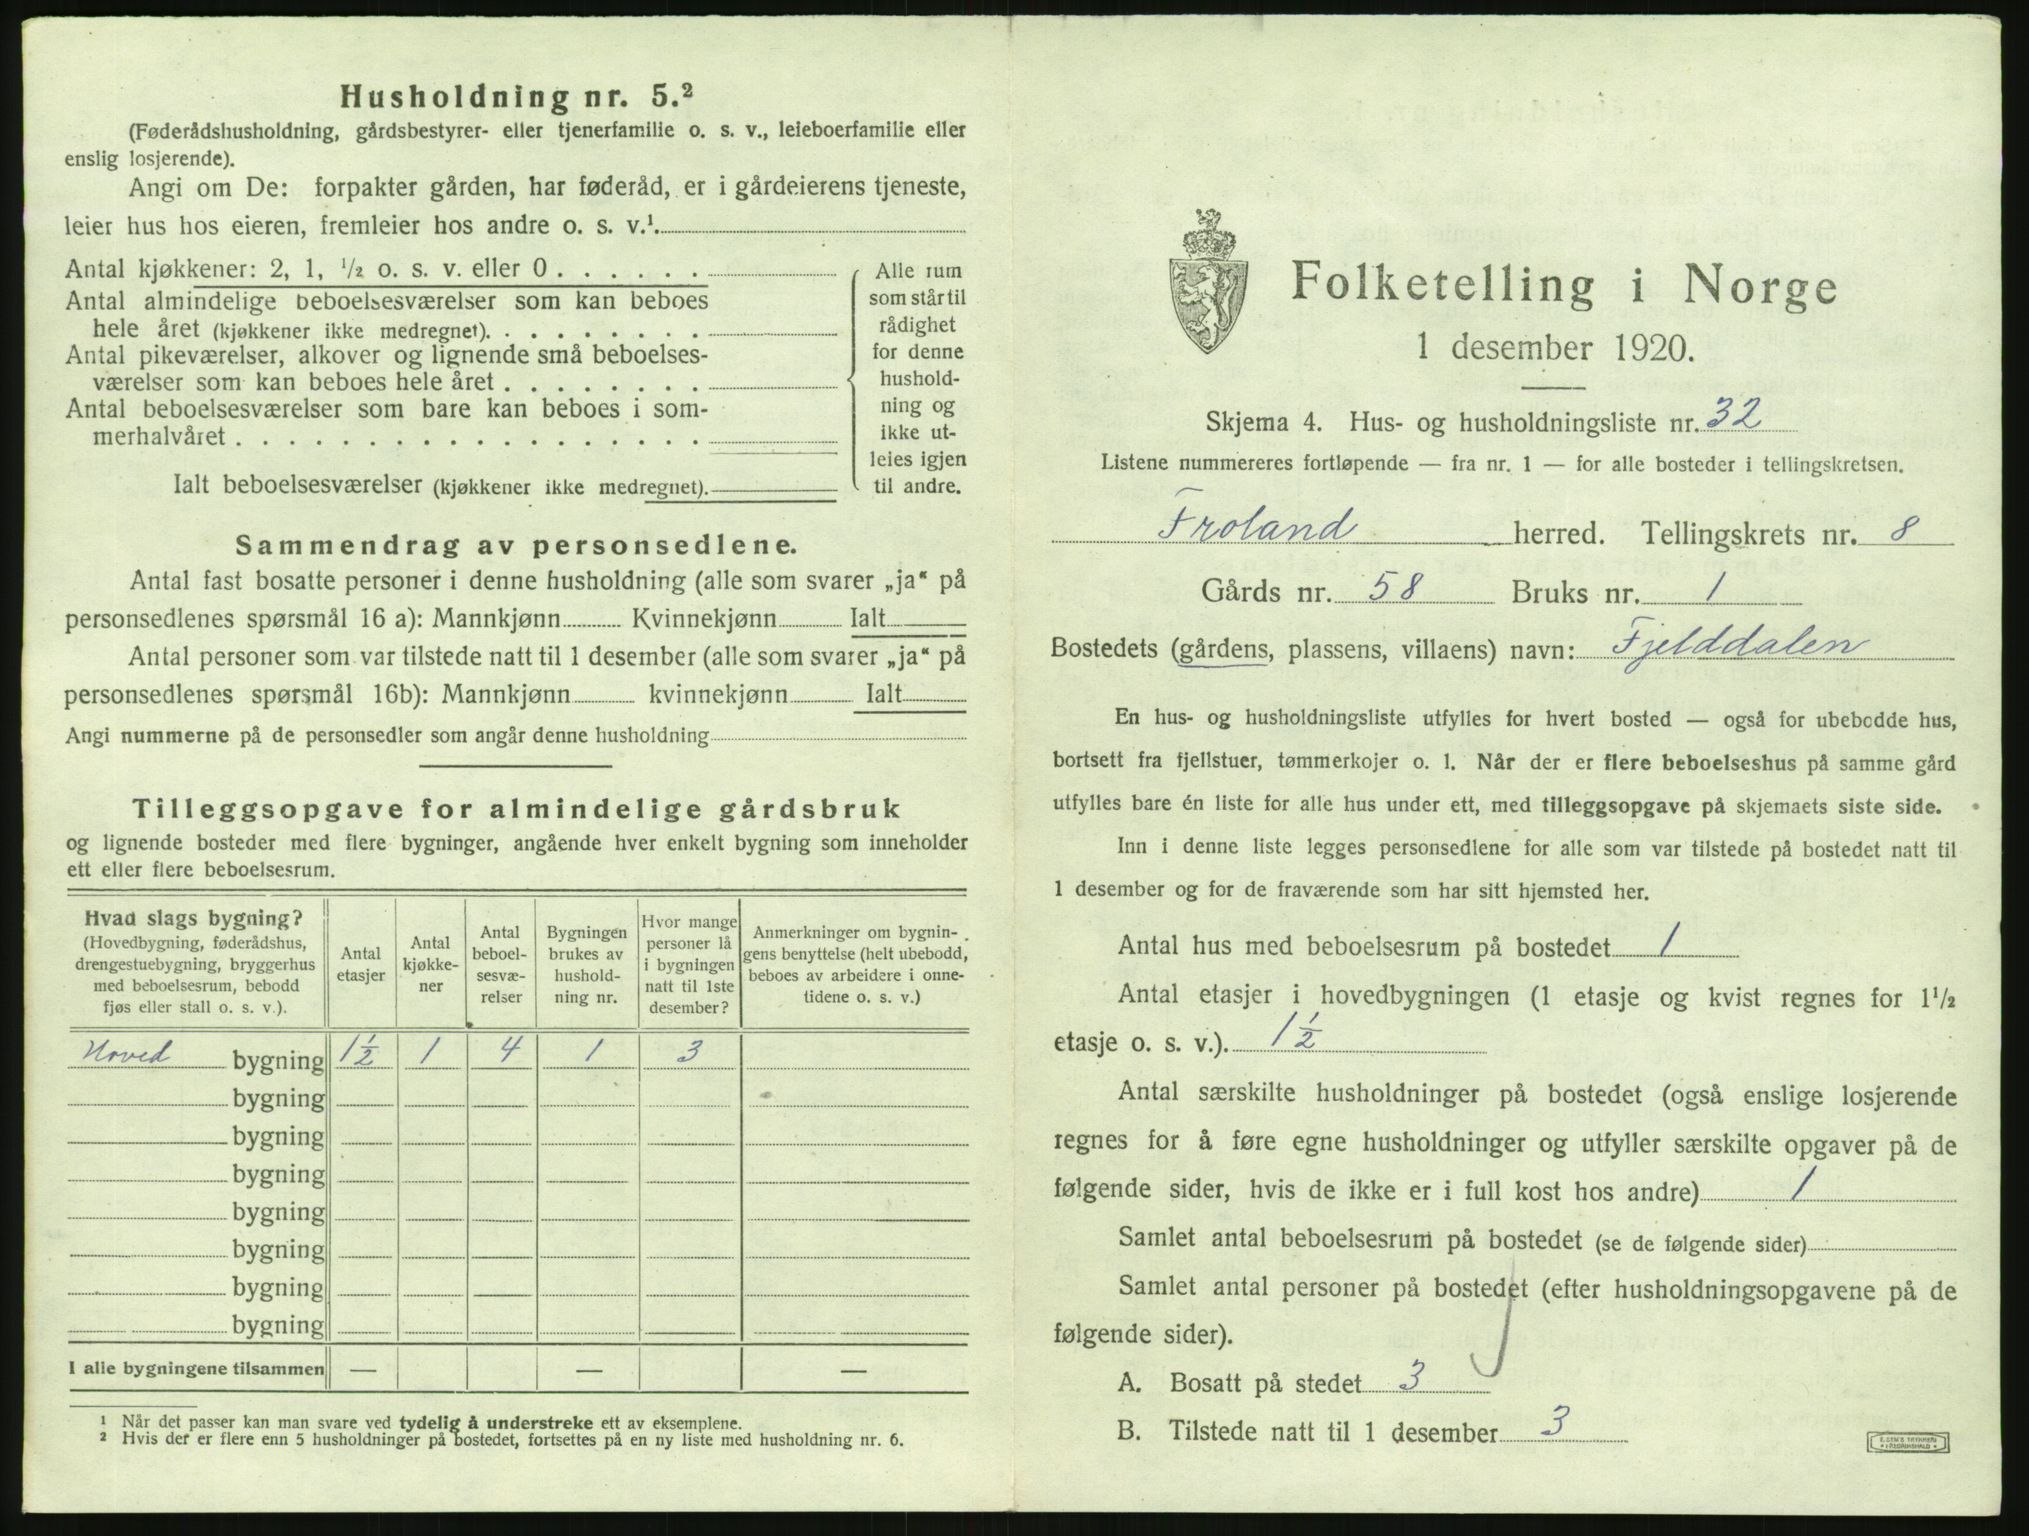 Husholdning nr. 5.²
(Føderådshusholdning, gårdsbestyrer- eller tjenerfamilie o. s. v., leieboerfamilie eller
enslig losjerende).
Angi om De: forpakter gården, har føderåd, er i gårdeierens tjeneste,
leier hus hos eieren, fremleier hos andre o. s. v.¹.
Antal kjøkkener: 2, 1, ½ o. s. v. eller 0 . . . . . .
Antal almindelige beboelsesværelser som kan beboes
hele året (kjøkkener ikke medregnet). . . . . . . . .
Antal pikeværelser, alkover og lignende små beboelses-
værelser som kan beboes hele året . . . . . . . .
Antal beboelsesværelser som bare kan beboes i som-
merhalvåret . . . . . . . . . . . . . . . . . .
Ialt beboelsesværelser (kjøkkener ikke medregnet).
Alle rum
som står til
rådighet
for denne
hushold-
ning og
ikke ut-
leies igjen
til andre.
Sammendrag av personsedlene.
Antal fast bosatte personer i denne husholdning (alle som svarer „ja“ på
personsedlenes spørsmål 16 a): Mannkjønn Kvinnekjønn Ialt
Antal personer som var tilstede natt til 1 desember (alle som svarer „ja“ på
personsedlenes spørsmål 16b): Mannkjønn kvinnekjønn Ialt
Angi nummerne på de personsedler som angår denne husholdning
Tilleggsopgave for almindelige gårdsbruk
og lignende bosteder med flere bygninger, angående hver enkelt bygning som inneholder
ett eller flere beboelsesrum.
Hvad slags bygning?
(Hovedbygning, føderådshus,
drengestuebygning, bryggerhus
med beboelsesrum, bebodd
fjøs eller stall o. s. v.).
Antal
etasjer
Antal
kjøkke-
ner
Antal
beboel-
sesvæ-
relser
Bygningen
brukes av
hushold-
ning nr.
Hvor mange
personer lå
i bygningen
natt til 1ste
desember?
Anmerkninger om bygnin-
gens benyttelse (helt ubebodd,
beboes av arbeidere i onne-
tidene o. s. v.)
Hoved bygning 1½ 1 4 1 3
bygning
bygning
bygning
bygning
bygning
bygning
bygning
I alle bygningene tilsammen — — —
¹ Når det passer kan man svare ved tydelig å understreke ett av eksemplene.
² Hvis der er flere enn 5 husholdninger på bostedet, fortsettes på en ny liste med husholdning nr. 6.
Folketelling i Norge
1 desember 1920.
Skjema 4. Hus- og husholdningsliste nr. 32
Listene nummereres fortløpende — fra nr. 1 — for alle bosteder i tellingskretsen.
Froland herred. Tellingskrets nr. 8
Gårds nr. 58 Bruks nr. 1
Bostedets (gårdens, plassens, villaens) navn: Fjelddalen
En hus- og husholdningsliste utfylles for hvert bosted — også for ubebodde hus,
bortsett fra fjellstuer, tømmerkojer o. l. Når der er flere beboelseshus på samme gård
utfylles bare én liste for alle hus under ett, med tilleggsopgave på skjemaets siste side.
Inn i denne liste legges personsedlene for alle som var tilstede på bostedet natt til
1 desember og for de fraværende som har sitt hjemsted her.
Antal hus med beboelsesrum på bostedet 1
Antal etasjer i hovedbygningen (1 etasje og kvist regnes for 1½
etasje o. s. v.). 1½
Antal særskilte husholdninger på bostedet (også enslige losjerende
regnes for å føre egne husholdninger og utfyller særskilte opgaver på de
følgende sider, hvis de ikke er i full kost hos andre) 1
Samlet antal beboelsesrum på bostedet (se de følgende sider)
Samlet antal personer på bostedet (efter husholdningsopgavene på de
følgende sider).
A. Bosatt på stedet 3
B. Tilstede natt til 1 desember 3